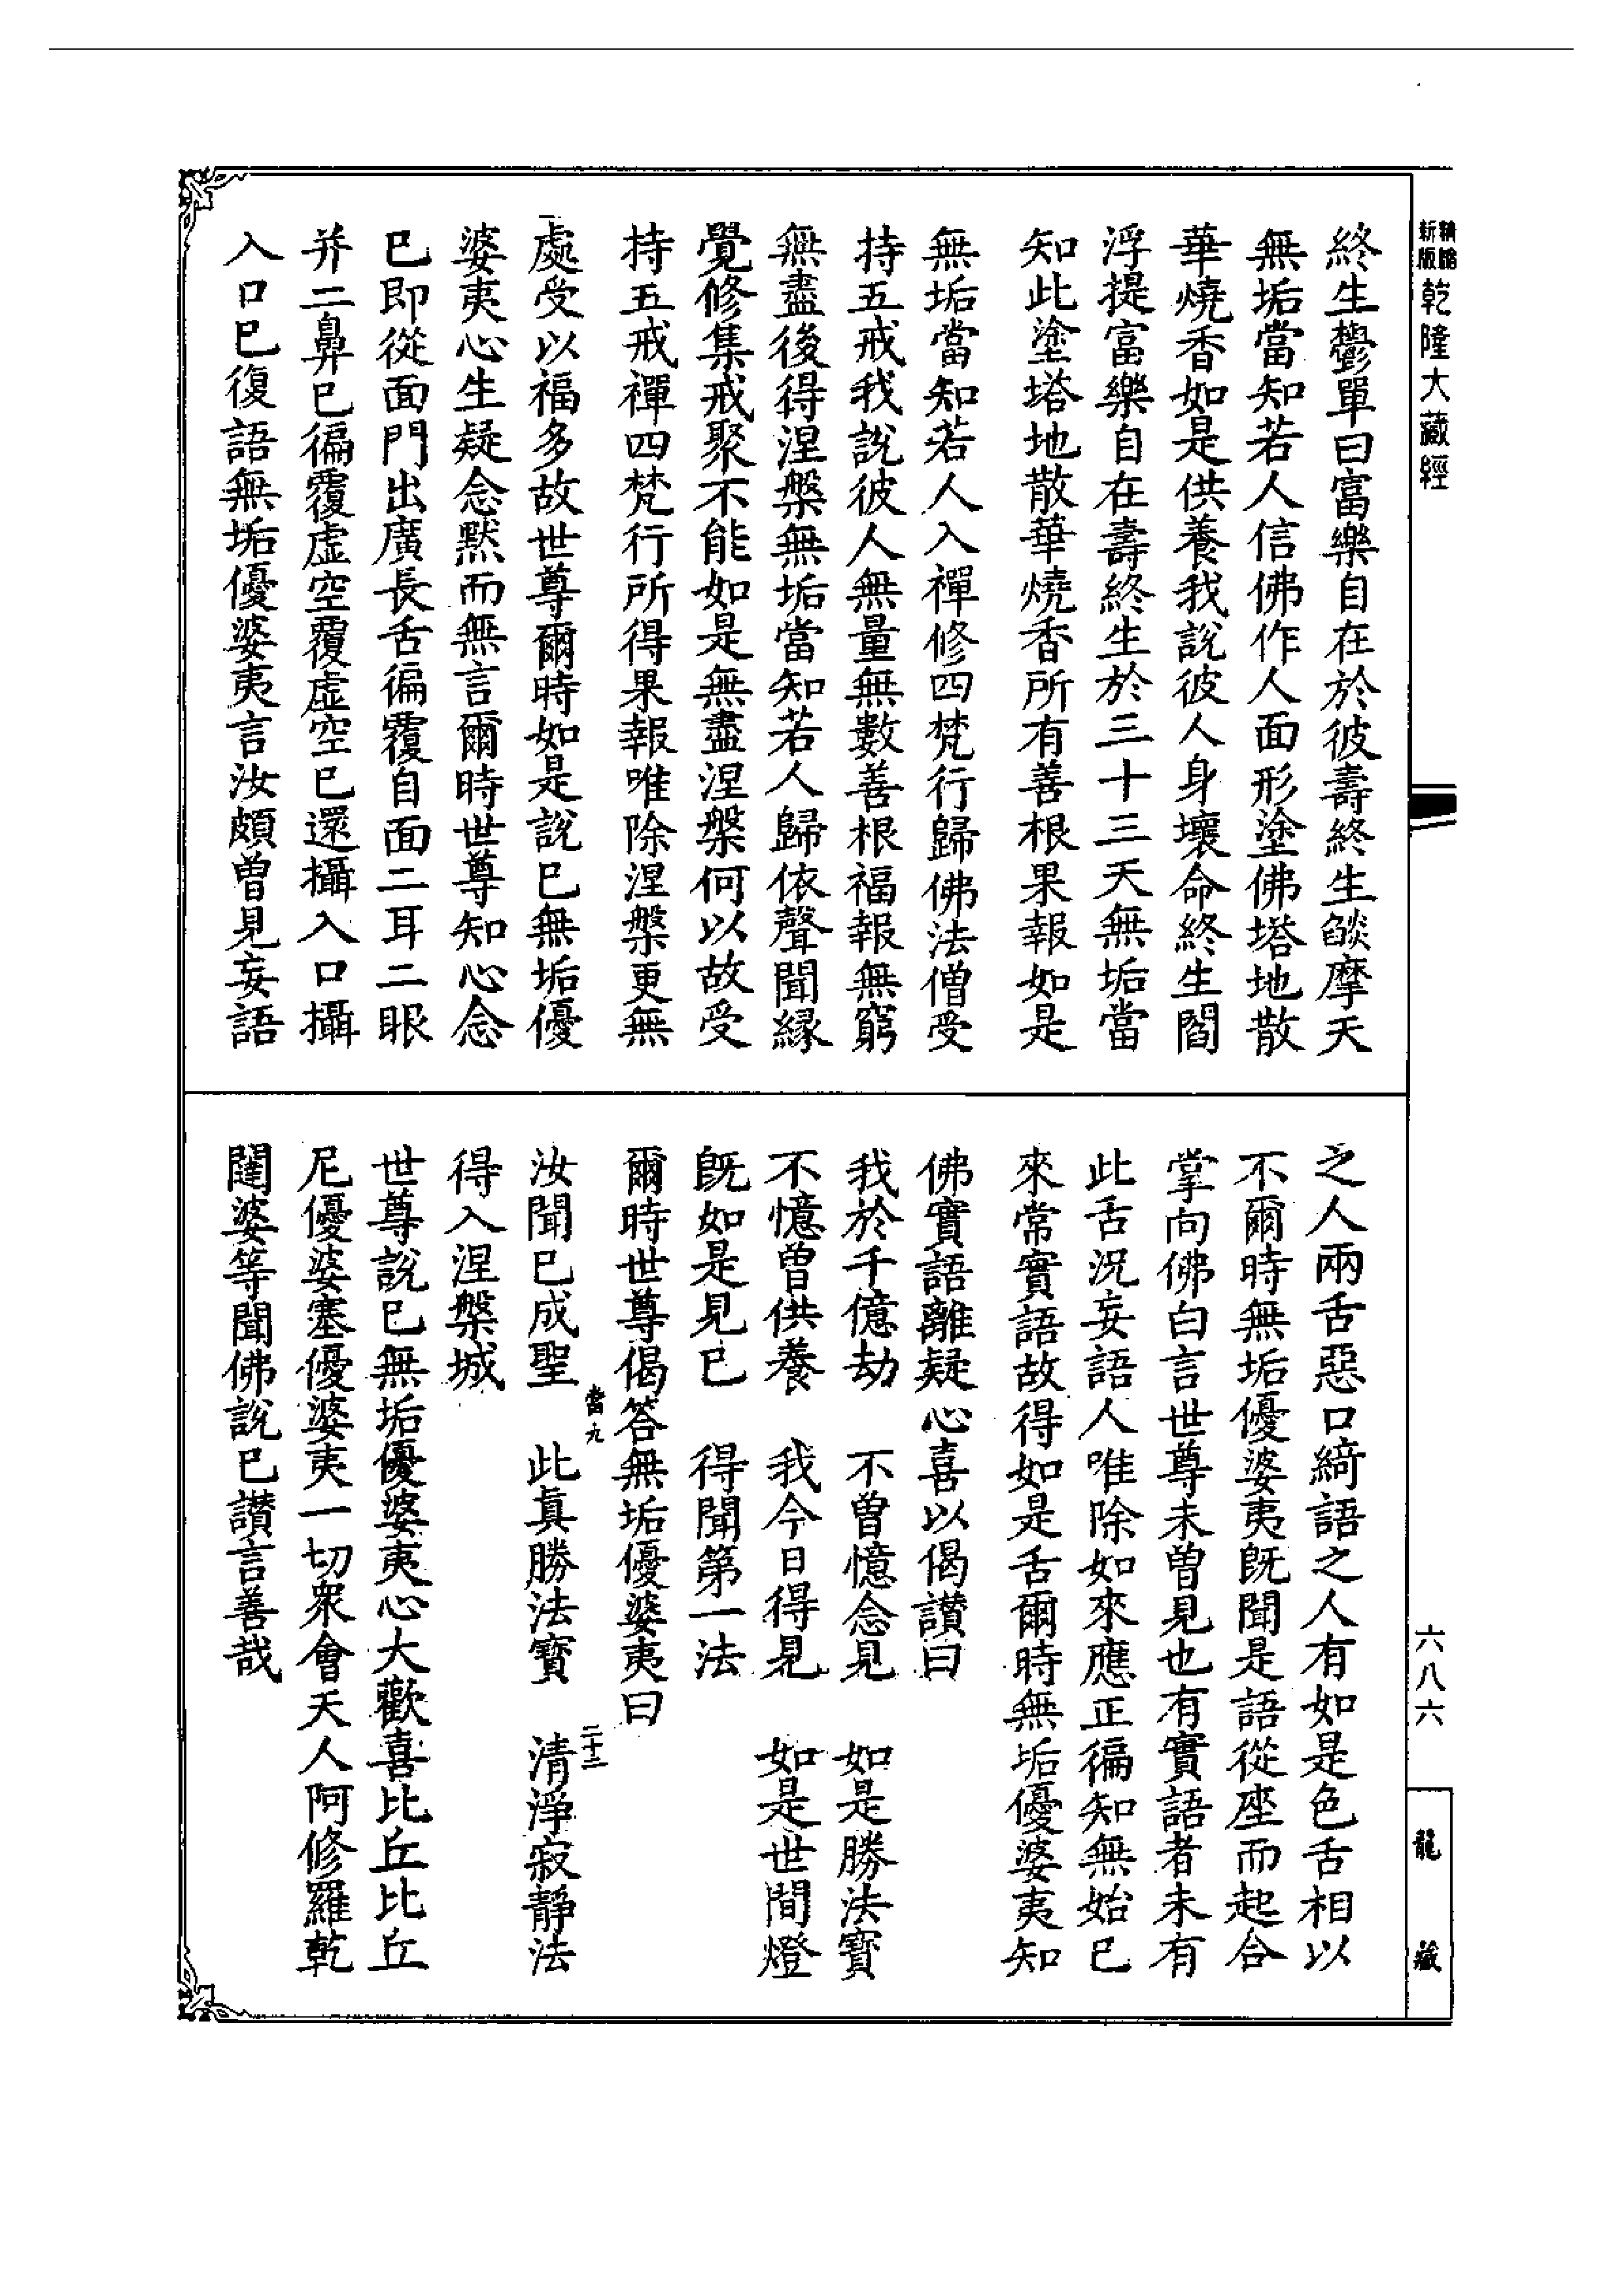 精縮新版乾隆大藏經
終生鬱單曰富樂自在於彼壽終生燄摩天
無垢當知若人信佛作人面形塗佛塔地散
華燒香如是供養我說彼人身壞命終生閻
浮提富樂自在壽終生於三十三天無垢當
知此塗塔地散華燒香所有善根果報如是
無垢當知若人入禪修四梵行歸佛法僧受
持五戒我說彼人無量無數善根福報無窮
無盡後得涅槃無垢當知若人歸依聲聞緣
覺修集戒聚不能如是無盡涅槃何以故受
持五戒禪四梵行所得果報唯除涅槃更無
處受以福多故世尊爾時如是說已無垢優
婆夷心生疑念默而無言爾時世尊知心念
已即從面門出廣長舌徧覆自面二耳二眼
并二鼻已徧覆虛空覆虛空已還攝入口攝
入口已復語無垢優婆夷言汝頗曾見妄語
之人兩舌惡口綺語之人有如是色舌相以
不爾時無垢優婆夷既聞是語從座而起合
掌向佛白言世尊未曾見也有實語者未有
此舌況妄語人唯除如來應正徧知無始已
來常實語故得如是舌爾時無垢優婆夷知
佛實語離疑心喜以偈讚曰
我於千億劫　不曾憶念見　如是勝法寶
不憶曾供養　我今日得見　如是世間燈
既如是見已　得聞第一法
爾時世尊偈答無垢優婆夷曰
當九　二十二
汝聞已成聖　此真勝法寶　清淨寂靜法
得入涅槃城
世尊說已無垢優婆夷心大歡喜比丘比丘
尼優婆塞優婆夷一切眾會天人阿修羅乾
闥婆等聞佛說已讚言善哉
六八六
龍藏